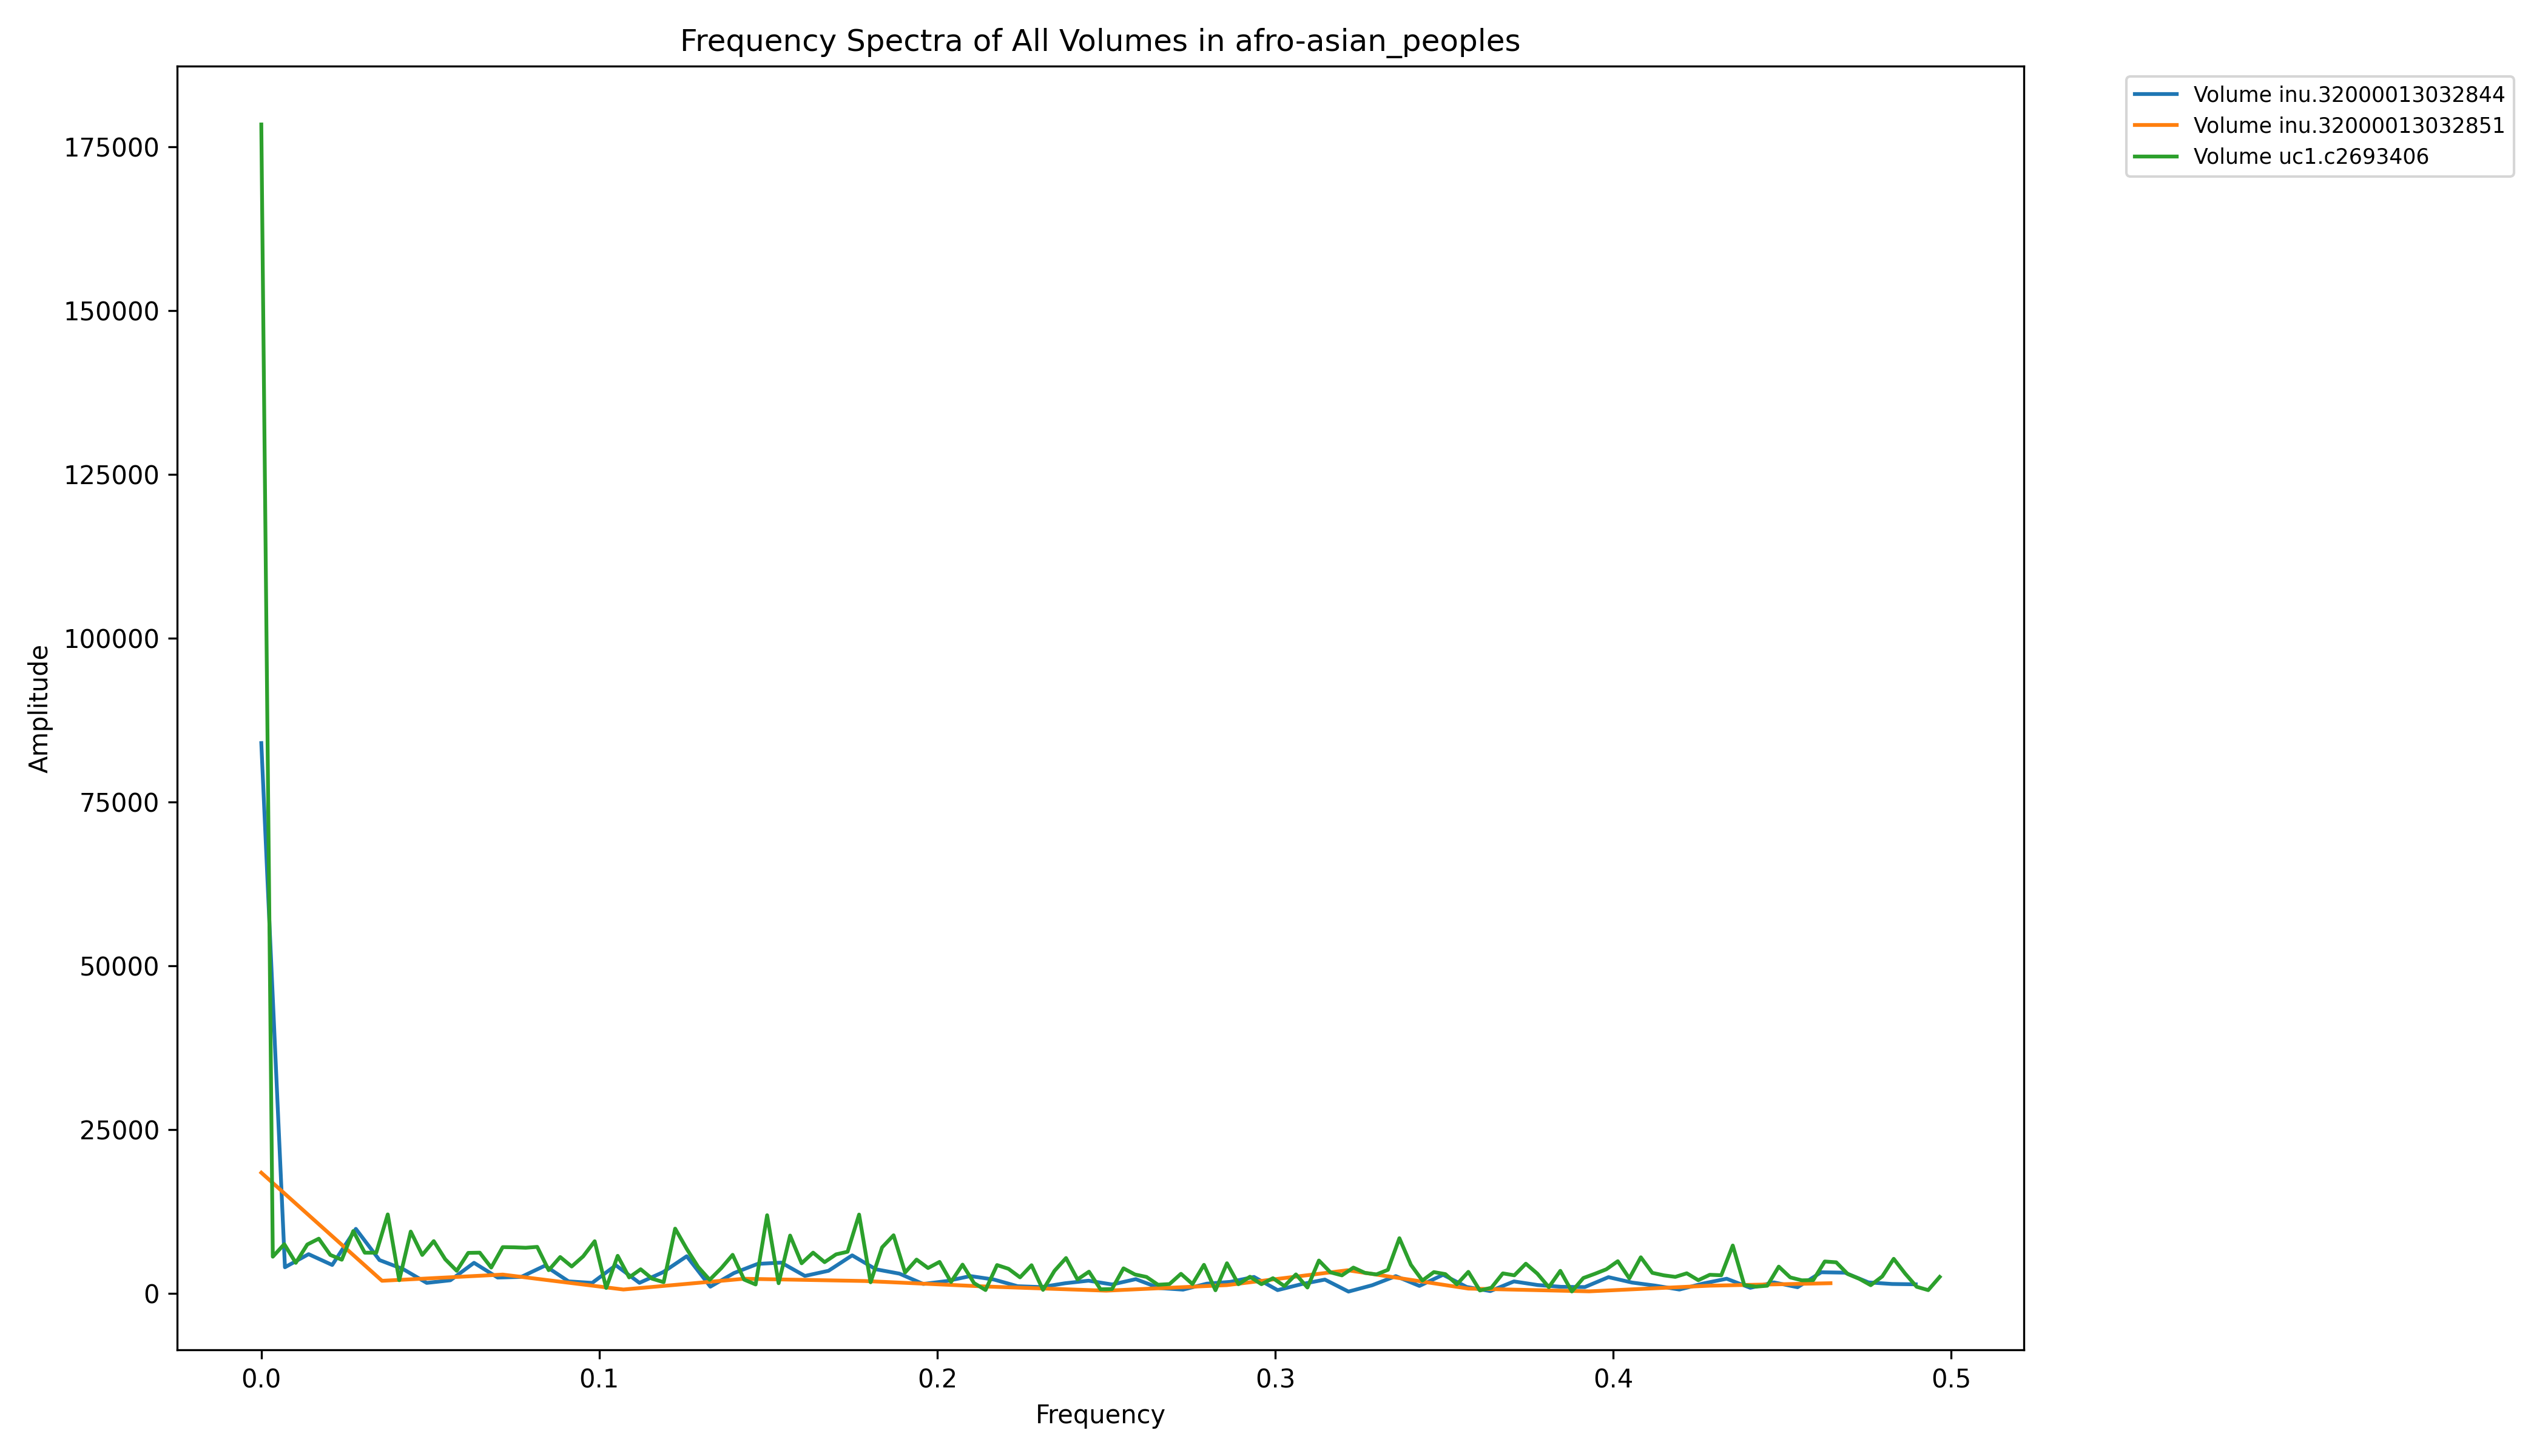 Frequency Spectra of All Volumes in afro-asian_peoples
Volume inu.32000013032844
Volume inu.32000013032851
Volume uc1.c2693406
175000
150000
125000
100000
75000
50000
25000
0
Amplitude
0.0 0.1 0.2 0.3 0.4 0.5
Frequency